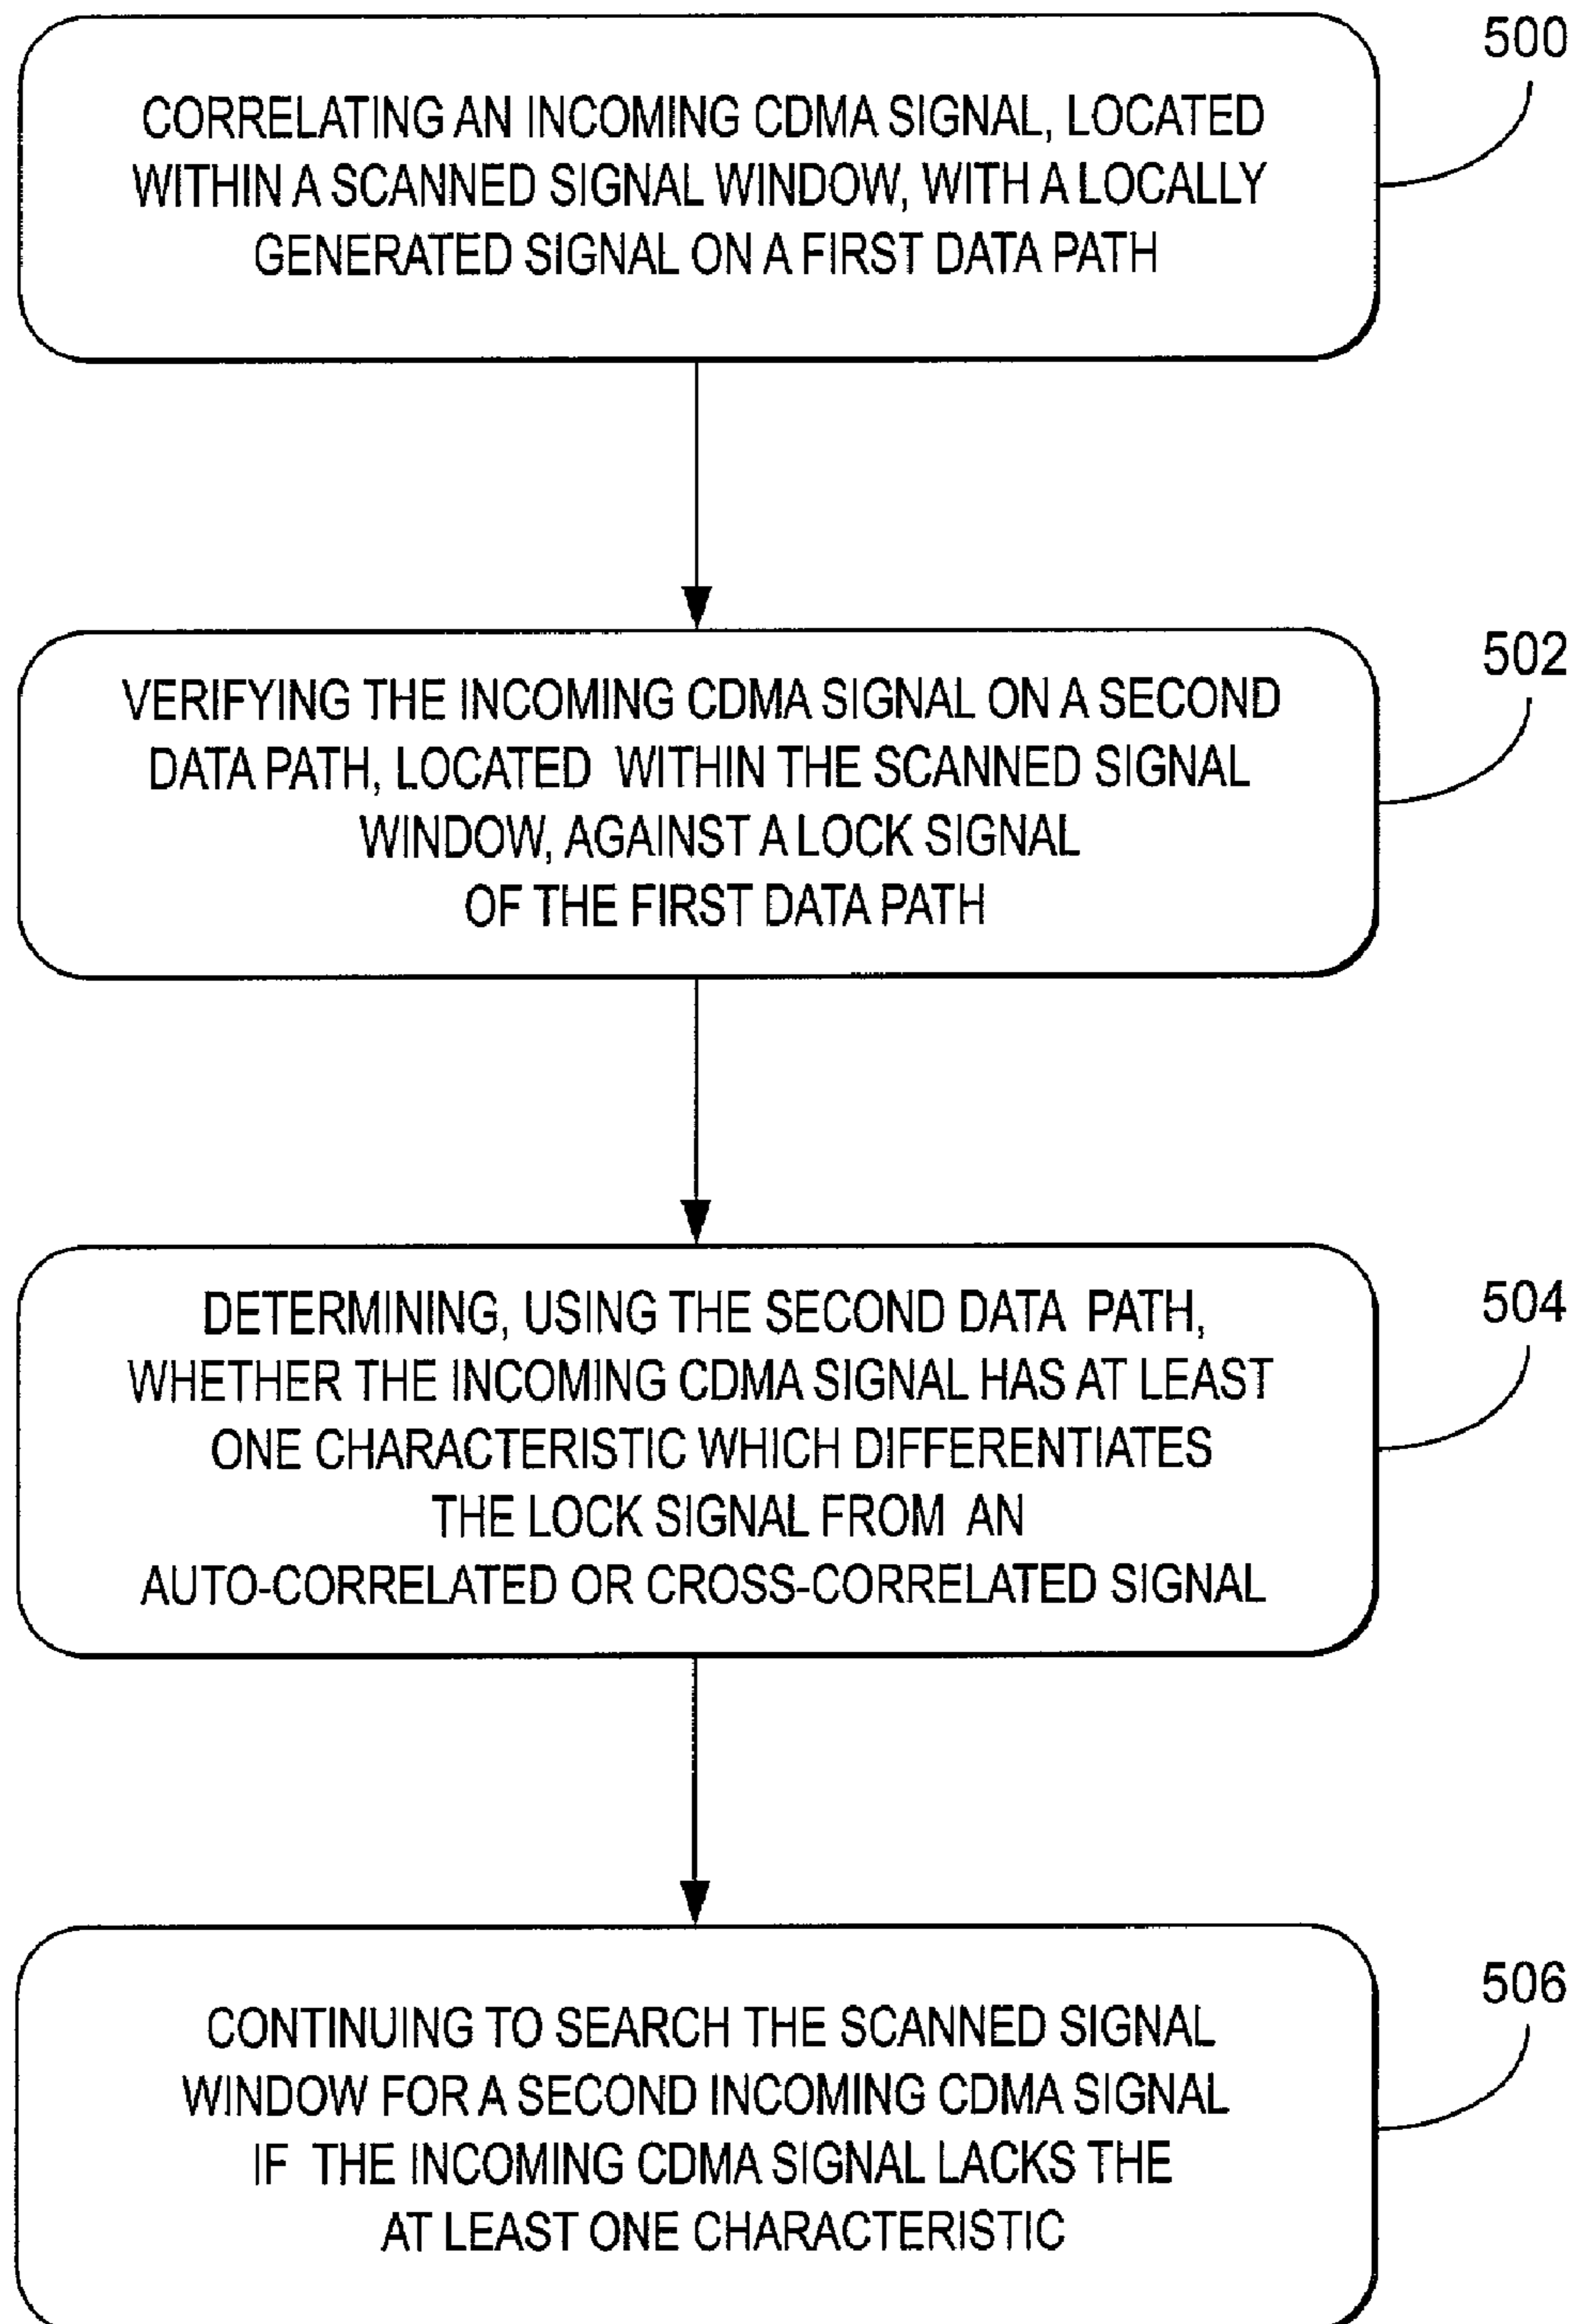 500
CORRELATING AN INCOMING CDMA SIGNAL, LOCATED
WITHIN A SCANNED SIGNAL WINDOW, WITH A LOCALLY
GENERATED SIGNAL ON A FIRST DATA PATH
502
VERIFYING THE INCOMING CDMA SIGNAL ON A SECOND
DATA PATH, LOCATED WITHIN THE SCANNED SIGNAL
WINDOW, AGAINST A LOCK SIGNAL
OF THE FIRST DATA PATH
504
DETERMINING, USING THE SECOND DATA PATH,
WHETHER THE INCOMING CDMA SIGNAL HAS AT LEAST
ONE CHARACTERISTIC WHICH DIFFERENTIATES
THE LOCK SIGNAL FROM AN
AUTO-CORRELATED OR CROSS-CORRELATED SIGNAL
506
CONTINUING TO SEARCH THE SCANNED SIGNAL
WINDOW FOR A SECOND INCOMING CDMA SIGNAL
IF THE INCOMING CDMA SIGNAL LACKS THE
AT LEAST ONE CHARACTERISTIC